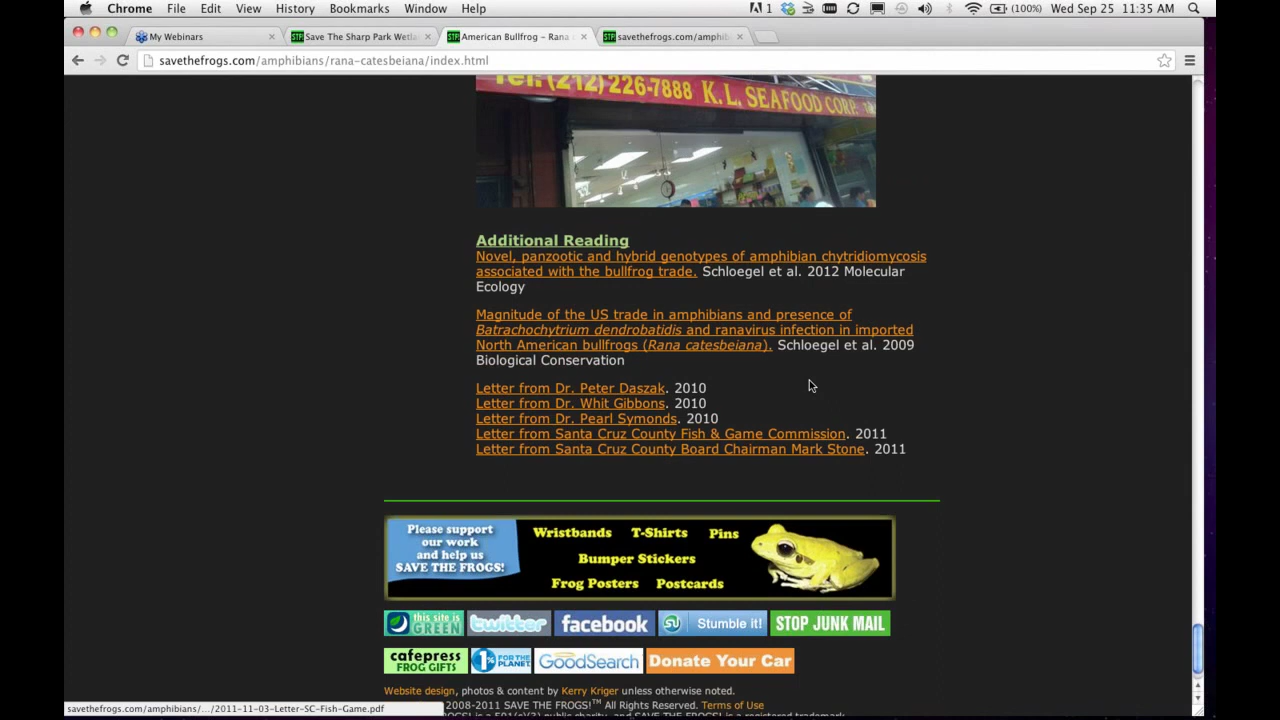 Chrome File Edit View History Bookmarks Window Help 1 (100%) Wed Sep 25 11:35 AM
My Webinars × STF! Save The Sharp Park Wetla × STF! American Bullfrog – Rana × STF! savethefrogs.com/amphibi ×
savethefrogs.com/amphibians/rana-catesbeiana/index.html
Tel: (212) 226-7888 K.L. SEAFOOD CORP.
Additional Reading
Novel, panzootic and hybrid genotypes of amphibian chytridiomycosis
associated with the bullfrog trade. Schloegel et al. 2012 Molecular
Ecology
Magnitude of the US trade in amphibians and presence of
Batrachochytrium dendrobatidis and ranavirus infection in imported
North American bullfrogs (Rana catesbeiana). Schloegel et al. 2009
Biological Conservation
Letter from Dr. Peter Daszak. 2010
Letter from Dr. Whit Gibbons. 2010
Letter from Dr. Pearl Symonds. 2010
Letter from Santa Cruz County Fish & Game Commission. 2011
Letter from Santa Cruz County Board Chairman Mark Stone. 2011
Please support
our work
and help us
SAVE THE FROGS!
Wristbands T-Shirts Pins
Bumper Stickers
Frog Posters Postcards
this site is GREEN twitter facebook Stumble it! STOP JUNK MAIL
cafepress FROG GIFTS 1% FOR THE PLANET GoodSearch Donate Your Car
Website design, photos & content by Kerry Kriger unless otherwise noted.
2008-2011 SAVE THE FROGS!™ All Rights Reserved. Terms of Use
savethefrogs.com/amphibians/.../2011-11-03-Letter-SC-Fish-Game.pdf